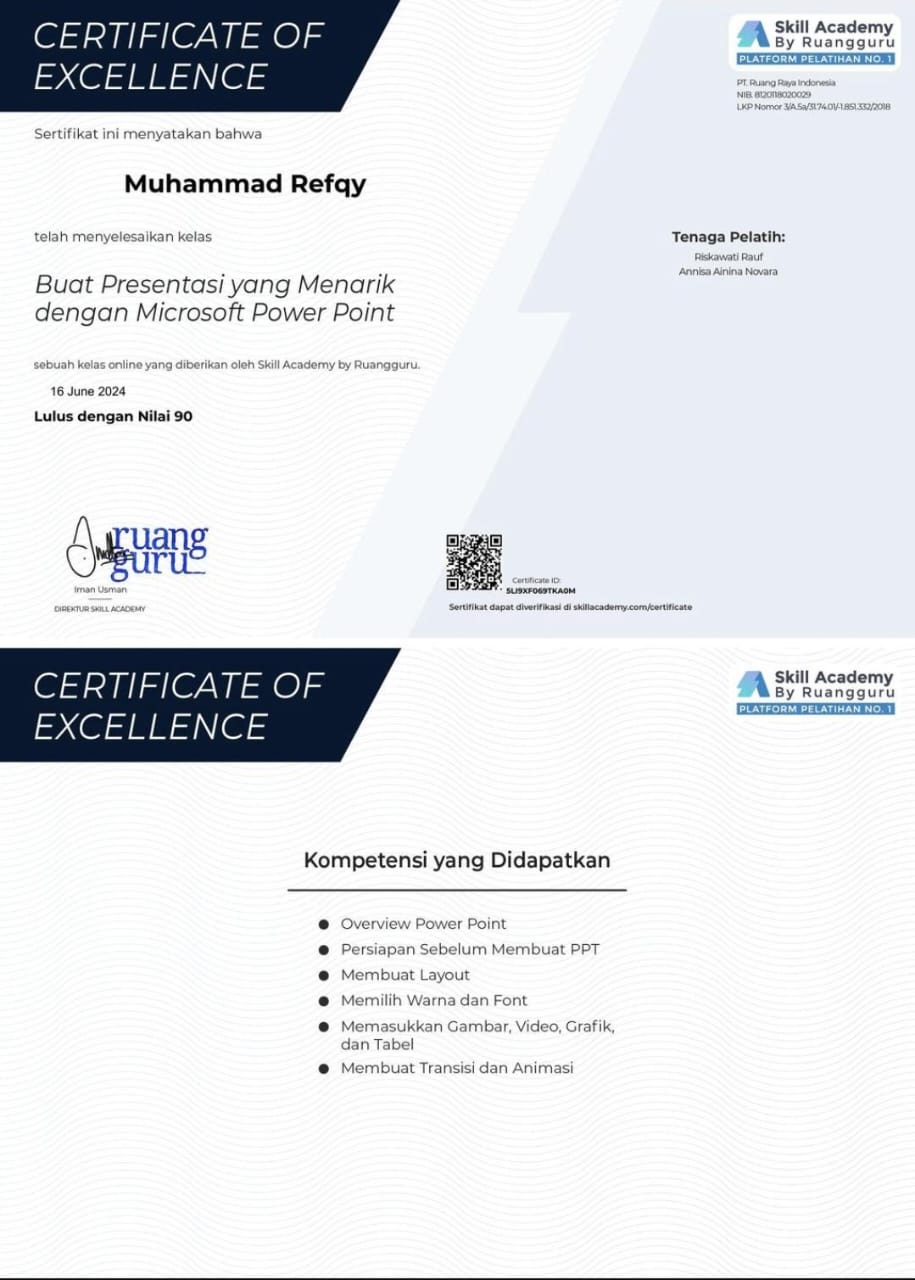 CERTIFICATE OF
EXCELLENCE
Skill Academy
By Ruangguru
PLATFORM PELATIHAN NO. 1
PT. Ruang Raya Indonesia
NIB. 8120118020029
LKP Nomor 3/A.5a/31.74.01/-1.851.332/2018
Sertifikat ini menyatakan bahwa
Muhammad Refqy
telah menyelesaikan kelas
Buat Presentasi yang Menarik
dengan Microsoft Power Point
sebuah kelas online yang diberikan oleh Skill Academy by Ruangguru.
16 June 2024
Lulus dengan Nilai 90
Tenaga Pelatih:
Riskawati Rauf
Annisa Ainina Novara
ruang
guru
Iman Usman
DIREKTUR SKILL ACADEMY
Certificate ID:
5LI9XF069TKA0M
Sertifikat dapat diverifikasi di skillacademy.com/certificate
CERTIFICATE OF
EXCELLENCE
Skill Academy
By Ruangguru
PLATFORM PELATIHAN NO. 1
Kompetensi yang Didapatkan
● Overview Power Point
● Persiapan Sebelum Membuat PPT
● Membuat Layout
● Memilih Warna dan Font
● Memasukkan Gambar, Video, Grafik,
dan Tabel
● Membuat Transisi dan Animasi